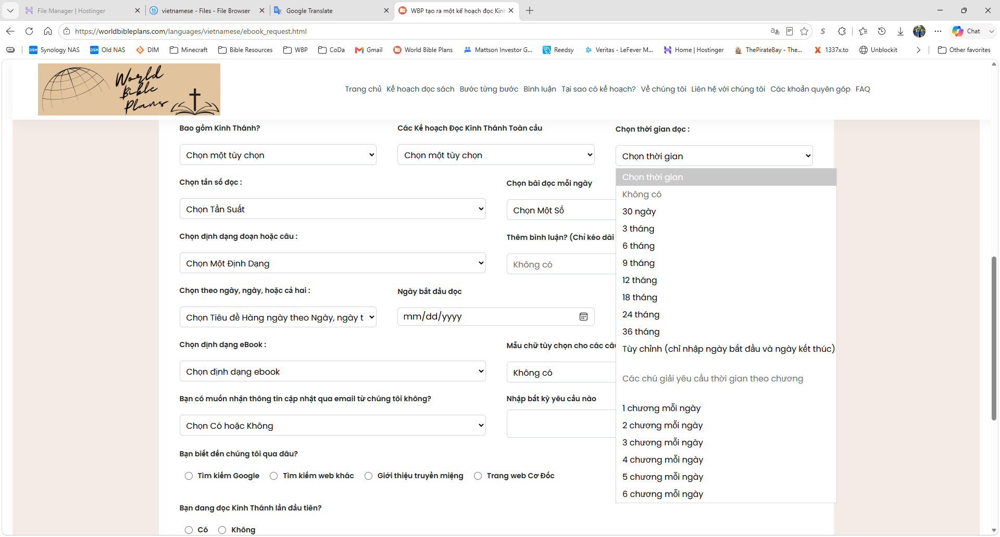 File Manager | Hostinger
vietnamese - Files - File Browser
Google Translate
WBP tạo ra một kế hoạch đọc Kinh
https://worldbibleplans.com/languages/vietnamese/ebook_request.html
Chat
DSM Synology NAS
DSM Old NAS
DIM
Minecraft
Bible Resources
WBP
CoDa
Gmail
World Bible Plans
Mattson Investor G...
Reedsy
Veritas - LeFever M...
Home | Hostinger
ThePirateBay - The...
1337x.to
Unblockit
Other favorites
World
Bible
Plans
Trang chủ Kế hoạch đọc sách Bước từng bước Bình luận Tại sao có kế hoạch? Về chúng tôi Liên hệ với chúng tôi Các khoản quyên góp FAQ
Bao gồm Kinh Thánh?
Chọn một tùy chọn
Các Kế hoạch Đọc Kinh Thánh Toàn cầu
Chọn một tùy chọn
Chọn thời gian đọc :
Chọn thời gian
Chọn thời gian
Không có
30 ngày
3 tháng
6 tháng
9 tháng
12 tháng
18 tháng
24 tháng
36 tháng
Tùy chỉnh (chỉ nhập ngày bắt đầu và ngày kết thúc)
Các chú giải yêu cầu thời gian theo chương
1 chương mỗi ngày
2 chương mỗi ngày
3 chương mỗi ngày
4 chương mỗi ngày
5 chương mỗi ngày
6 chương mỗi ngày
Chọn tần số đọc :
Chọn Tần Suất
Chọn bài đọc mỗi ngày
Chọn Một Số
Chọn định dạng đoạn hoặc câu :
Chọn Một Định Dạng
Thêm bình luận? (Chỉ kéo dài
Không có
Chọn theo ngày, ngày, hoặc cả hai :
Chọn Tiêu đề Hàng ngày theo Ngày, ngày t
Ngày bắt đầu đọc
mm/dd/yyyy
Chọn định dạng eBook :
Chọn định dạng ebook
Mẫu chữ tùy chọn cho các câu
Không có
Bạn có muốn nhận thông tin cập nhật qua email từ chúng tôi không?
Chọn Có hoặc Không
Nhập bất kỳ yêu cầu nào
Bạn biết đến chúng tôi qua đâu?
Tìm kiếm Google Tìm kiếm web khác Giới thiệu truyền miệng Trang web Cơ Đốc
Bạn đang đọc Kinh Thánh lần đầu tiên?
Có Không